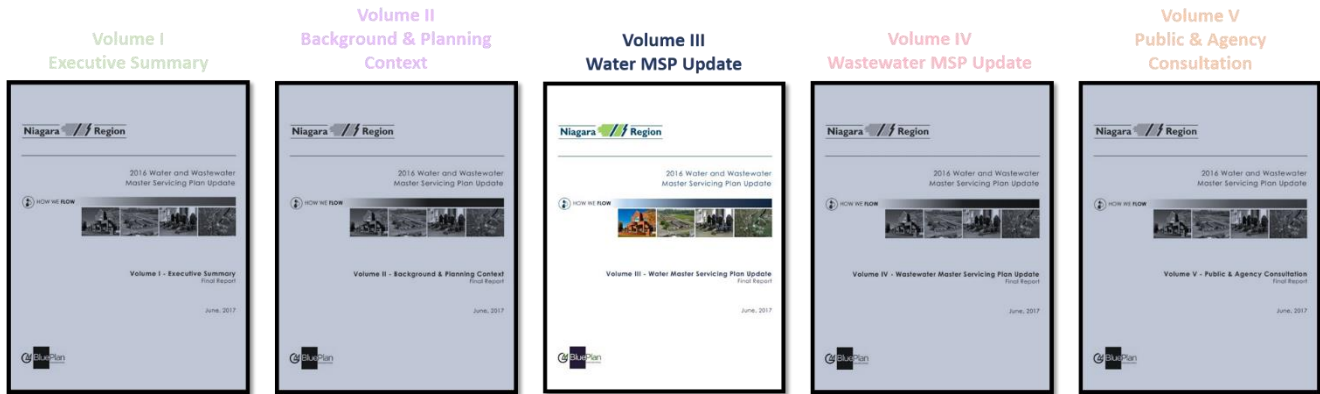 Volume I
Executive Summary
Volume II
Background & Planning
Context
Volume III
Water MSP Update
Volume IV
Wastewater MSP Update
Volume V
Public & Agency
Consultation
Niagara Region
2016 Water and Wastewater
Master Servicing Plan Update
HOW WE FLOW
Volume I - Executive Summary
Final Report
June, 2017
BluePlan
Niagara Region
2016 Water and Wastewater
Master Servicing Plan Update
HOW WE FLOW
Volume II - Background & Planning Context
Final Report
June, 2017
BluePlan
Niagara Region
2016 Water and Wastewater
Master Servicing Plan Update
HOW WE FLOW
Volume III - Water Master Servicing Plan Update
Final Report
June, 2017
BluePlan
Niagara Region
2016 Water and Wastewater
Master Servicing Plan Update
HOW WE FLOW
Volume IV - Wastewater Master Servicing Plan Update
Final Report
June, 2017
BluePlan
Niagara Region
2016 Water and Wastewater
Master Servicing Plan Update
HOW WE FLOW
Volume V - Public & Agency Consultation
Final Report
June, 2017
BluePlan